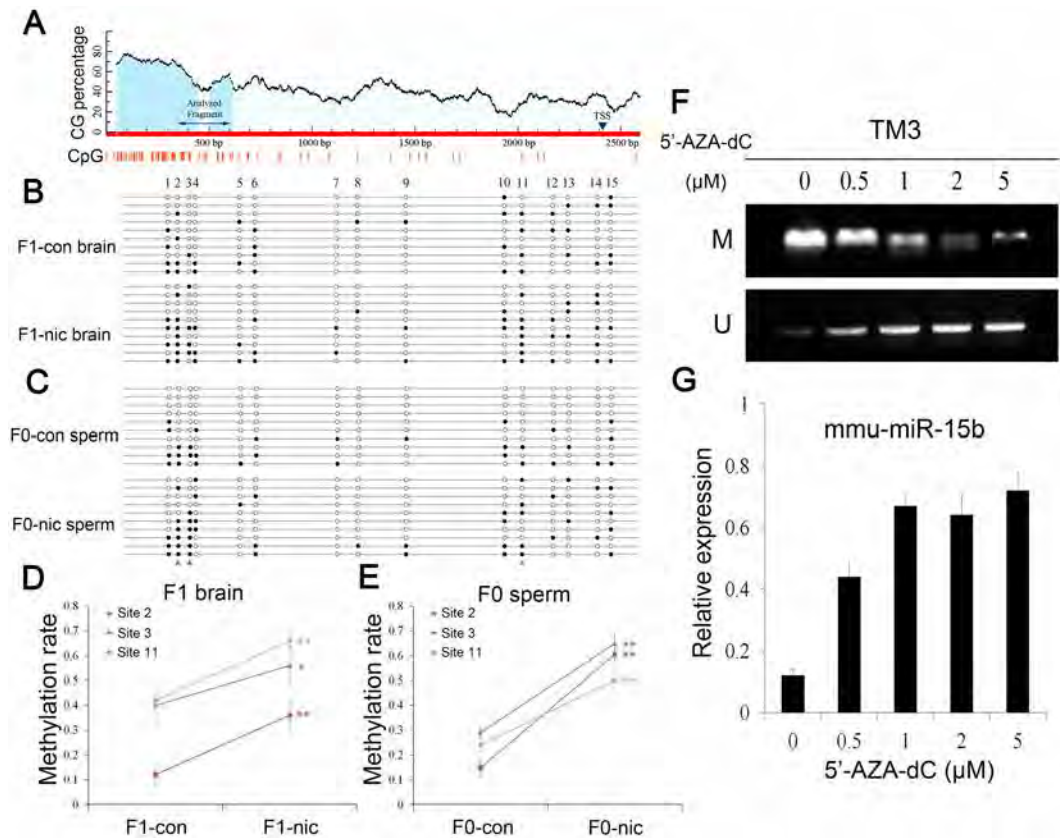 A
CG percentage
80
60
40
20
0
Analyzed
Fragment
TSS
500 bp
1000 bp
1500 bp
2000 bp
2500 bp
CpG
B
1 2 34 5 6 7 8 9 10 11 12 13 14 15
F1-con brain
F1-nic brain
C
F0-con sperm
F0-nic sperm
D
F1 brain
Methylation rate
0.8
0.7
0.6
0.5
0.4
0.3
0.2
0.1
0
Site 2
Site 3
Site 11
**
*
**
F1-con
F1-nic
E
F0 sperm
Methylation rate
0.8
0.7
0.6
0.5
0.4
0.3
0.2
0.1
0
Site 2
Site 3
Site 11
**
**
F0-con
F0-nic
F
TM3
5'-AZA-dC
(µM)
0 0.5 1 2 5
M
U
G
mmu-miR-15b
Relative expression
1
0.8
0.6
0.4
0.2
0
0 0.5 1 2 5
5'-AZA-dC (µM)